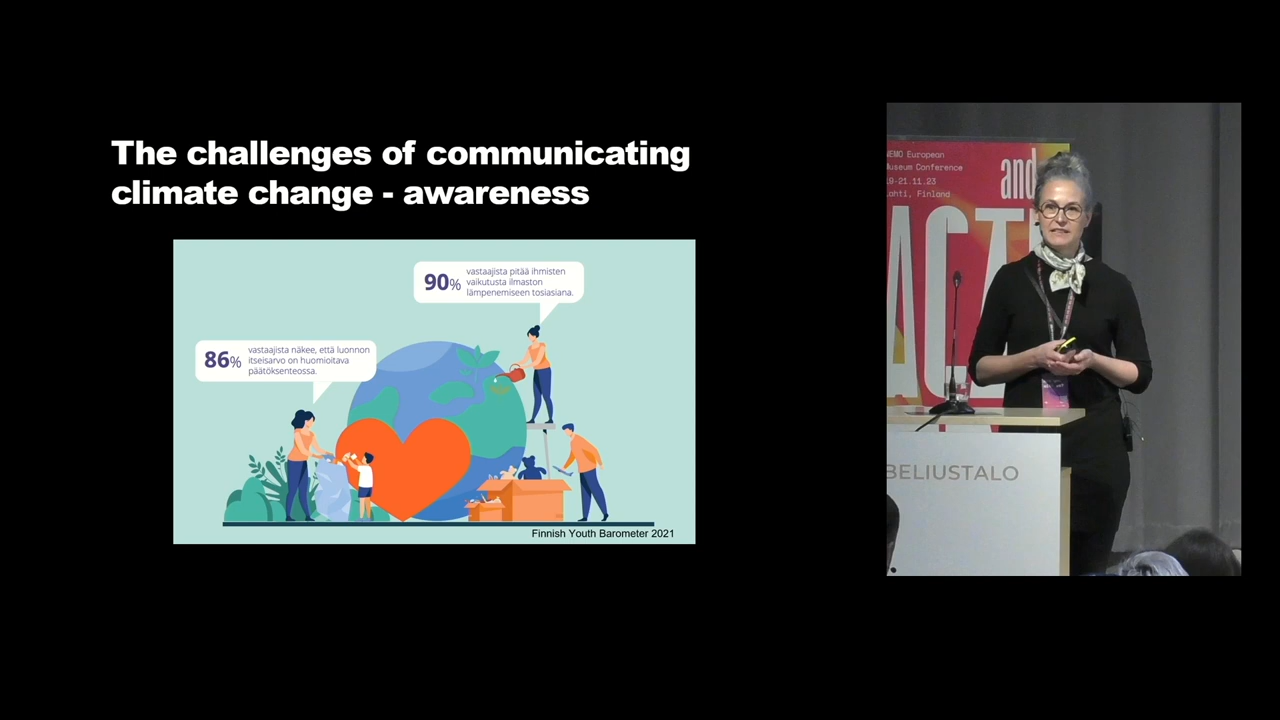 The challenges of communicating
climate change - awareness
90%
vastaajista pitää ihmisten
vaikutusta ilmaston
lämpenemiseen tosiasiana.
86%
vastaajista näkee, että luonnon
itseisarvo on huomioitava
päätöksenteossa.
Finnish Youth Barometer 2021
NEMO European
Museum Conference
19-21.11.23
Lahti, Finland
and
ACT
BELIUSTALO